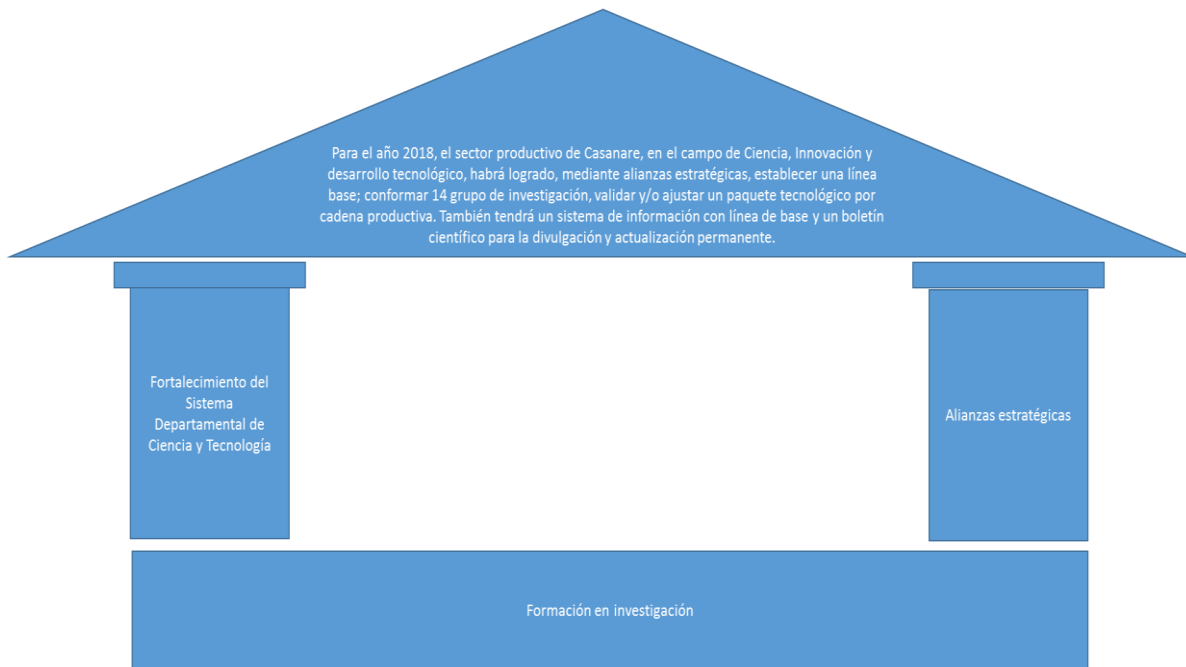 Para el año 2018, el sector productivo de Casanare, en el campo de Ciencia, Innovación y
desarrollo tecnológico, habrá logrado, mediante alianzas estratégicas, establecer una línea
base; conformar 14 grupo de investigación, validar y/o ajustar un paquete tecnológico por
cadena productiva. También tendrá un sistema de información con línea de base y un boletín
científico para la divulgación y actualización permanente.
Fortalecimiento del
Sistema
Departamental de
Ciencia y Tecnología
Alianzas estratégicas
Formación en investigación